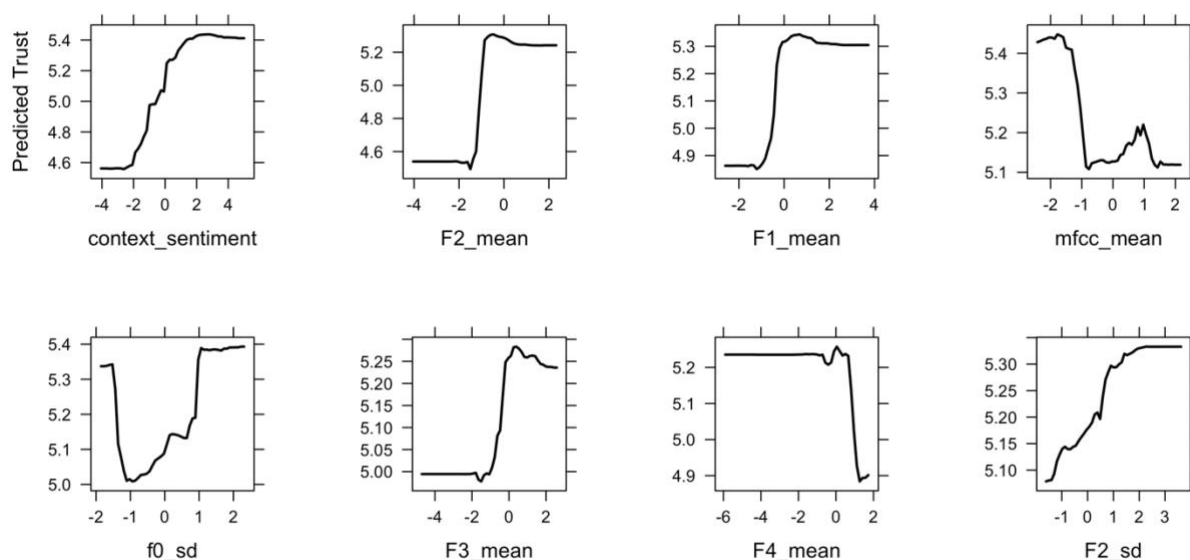 Predicted Trust
5.4
5.2
5.0
4.8
4.6
-4 -2 0 2 4
context_sentiment
5.2
5.0
4.8
4.6
-4 -2 0 2
F2_mean
5.3
5.2
5.1
5.0
4.9
-2 0 2 4
F1_mean
5.4
5.3
5.2
5.1
-2 -1 0 1 2
mfcc_mean
5.4
5.3
5.2
5.1
5.0
-2 -1 0 1 2
f0_sd
5.25
5.20
5.15
5.10
5.05
5.00
-4 -2 0 2
F3_mean
5.2
5.1
5.0
4.9
-6 -4 -2 0 2
F4_mean
5.30
5.25
5.20
5.15
5.10
-1 0 1 2 3
F2_sd